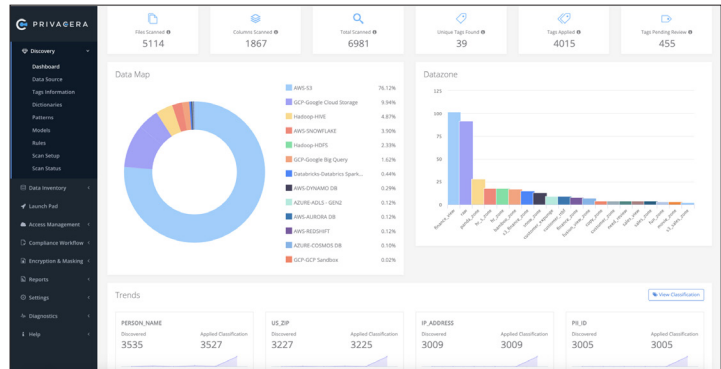 PRIVACERA
Discovery
Dashboard
Data Source
Tags Information
Dictionaries
Patterns
Models
Rules
Scan Setup
Scan Status
Data Inventory
Launch Pad
Access Management
Compliance Workflow
Encryption & Masking
Reports
Settings
Diagnostics
Help
Files Scanned
5114
Columns Scanned
1867
Total Scanned
6981
Unique Tags Found
39
Tags Applied
4015
Tags Pending Review
455
Data Map
AWS-S3 76.12%
GCP-Google Cloud Storage 9.94%
Hadoop-HIVE 4.87%
AWS-SNOWFLAKE 3.90%
Hadoop-HDFS 2.33%
GCP-Google Big Query 1.62%
Databricks-Databricks Spark... 0.44%
AWS-DYNAMO DB 0.29%
AZURE-ADLS - GEN2 0.12%
AWS-AURORA DB 0.12%
AWS-REDSHIFT 0.12%
AZURE-COSMOS DB 0.10%
GCP-GCP Sandbox 0.02%
Datazone
125
100
75
50
25
0
finance_zone
raw
hr_zone
sales_zone
Trends
View Classification
PERSON_NAME
Discovered Applied Classification
3535 3527
US_ZIP
Discovered Applied Classification
3227 3225
IP_ADDRESS
Discovered Applied Classification
3009 3009
PII_ID
Discovered Applied Classification
3005 3005